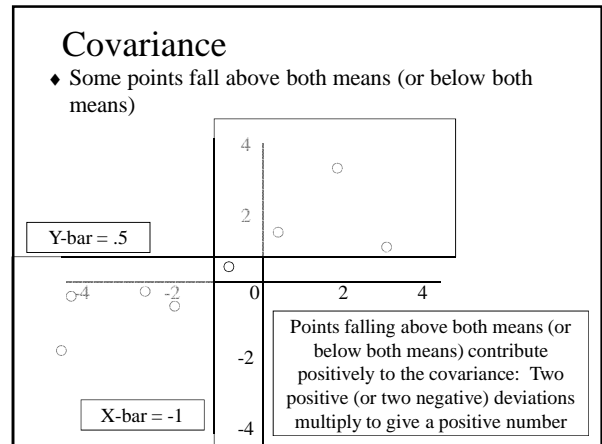 Covariance
♦ Some points fall above both means (or below both
means)
4
2
Y-bar = .5
-4 -2 0 2 4
Points falling above both means (or
below both means) contribute
positively to the covariance: Two
positive (or two negative) deviations
multiply to give a positive number
-2
X-bar = -1
-4